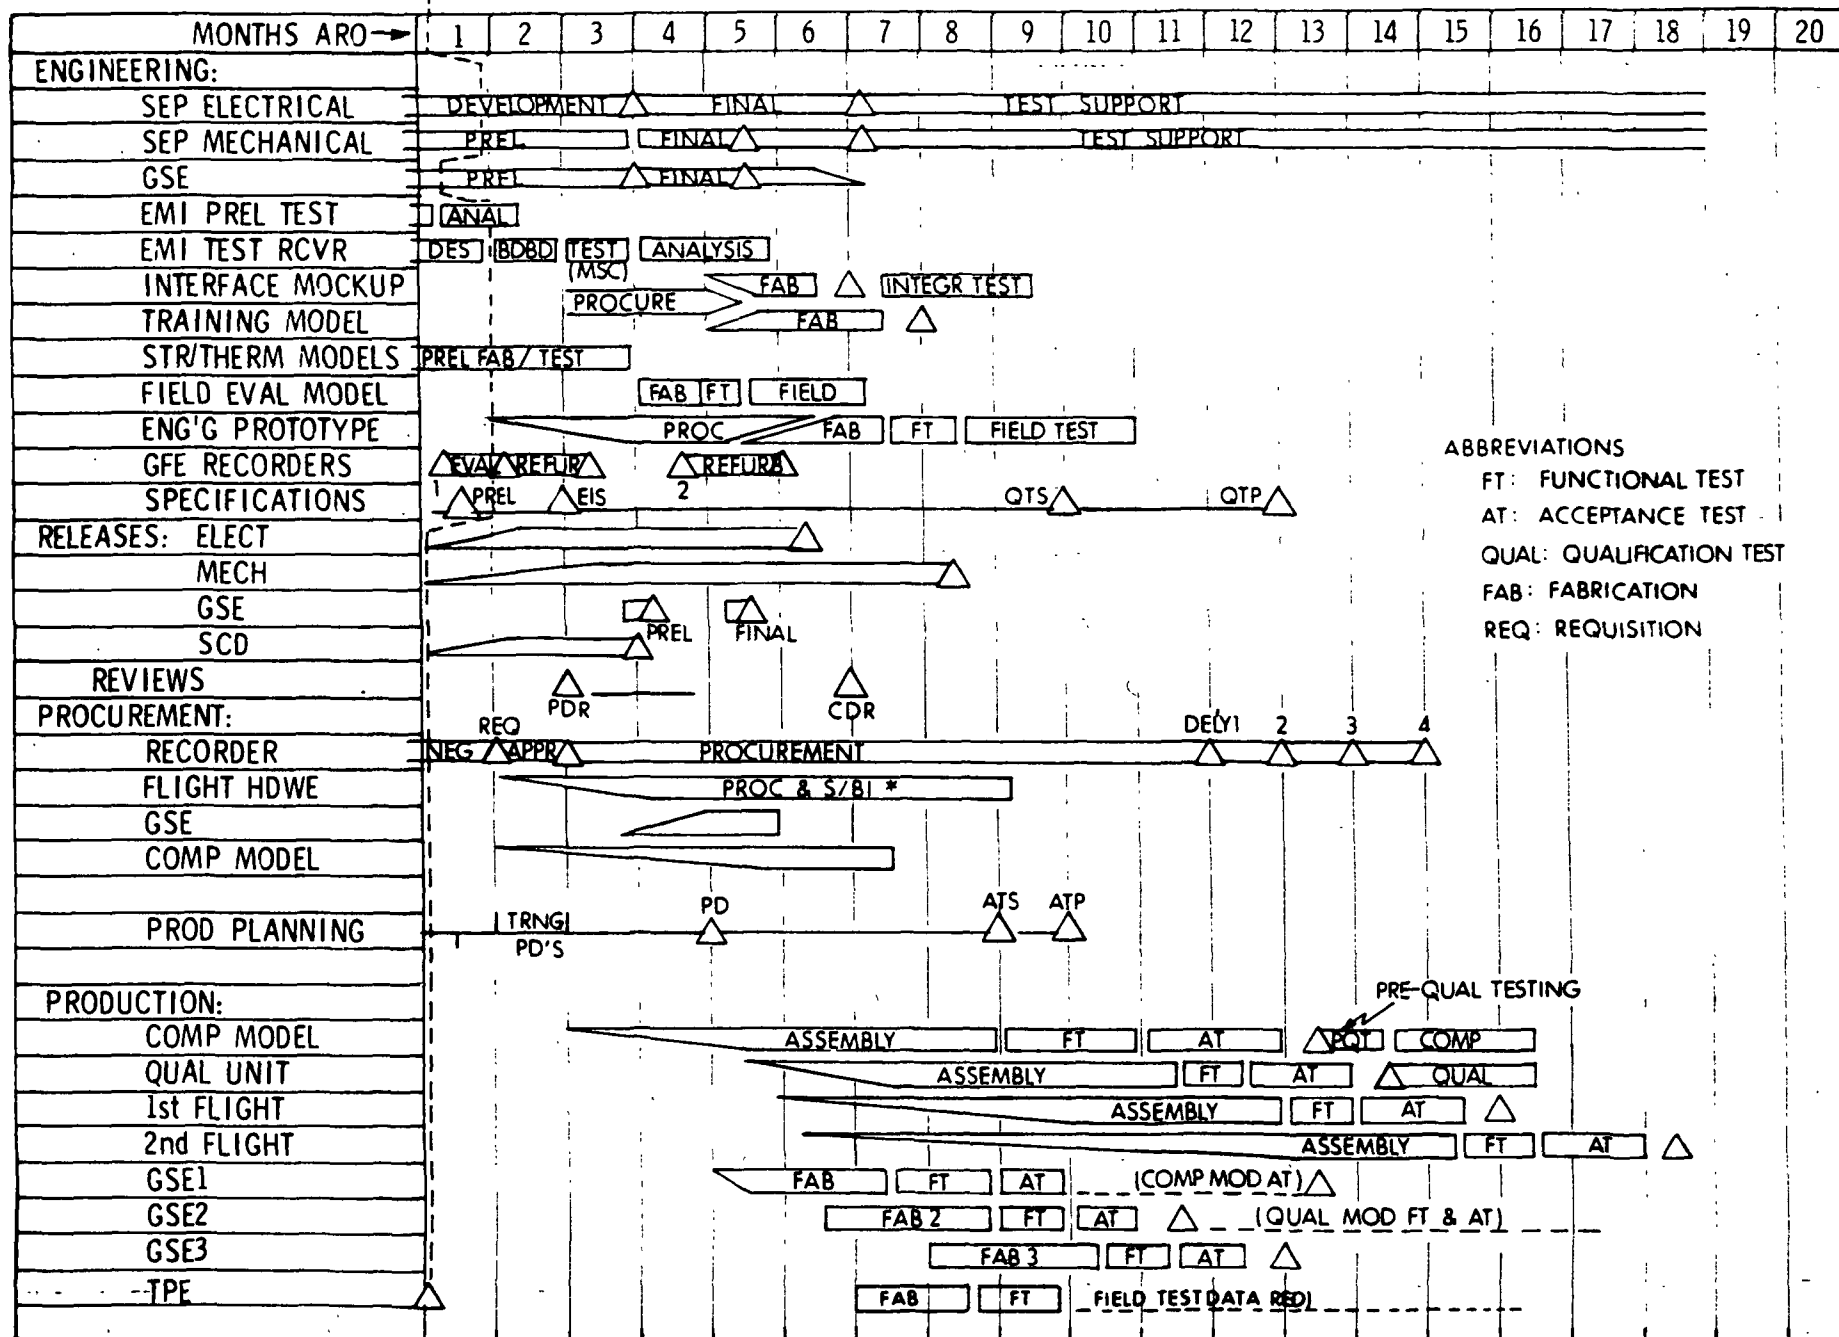 MONTHS ARO 1 2 3 4 5 6 7 8 9 10 11 12 13 14 15 16 17 18 19 20
ENGINEERING:
SEP ELECTRICAL DEVELOPMENT FINAL TEST SUPPORT
SEP MECHANICAL PREL FINAL TEST SUPPORT
GSE PREL FINAL
EMI PREL TEST ANAL
EMI TEST RCVR DES BDBD TEST ANALYSIS
(MSC)
INTERFACE MOCKUP FAB INTEGR TEST
PROCURE
TRAINING MODEL FAB
STR/THERM MODELS PREL FAB / TEST
FIELD EVAL MODEL FAB FT FIELD
ENG'G PROTOTYPE PROC FAB FT FIELD TEST
ABBREVIATIONS
FT: FUNCTIONAL TEST
AT: ACCEPTANCE TEST
QUAL: QUALIFICATION TEST
FAB: FABRICATION
REQ: REQUISITION
GFE RECORDERS EVAL REFUR REFURB
1 2
SPECIFICATIONS PREL EIS QTS QTP
RELEASES: ELECT
MECH
GSE
PREL FINAL
SCD
REVIEWS
PDR CDR
PROCUREMENT: REQ DELY1 2 3 4
RECORDER NEG APPR PROCUREMENT
FLIGHT HDWE PROC & S/BI *
GSE
COMP MODEL
PD ATS ATP
PROD PLANNING TRNG
PD'S
PRE-QUAL TESTING
PRODUCTION:
COMP MODEL ASSEMBLY FT AT PQT COMP
QUAL UNIT ASSEMBLY FT AT QUAL
1st FLIGHT ASSEMBLY FT AT
2nd FLIGHT ASSEMBLY FT AT
GSE1 FAB FT AT (COMP MOD AT)
GSE2 FAB 2 FT AT (QUAL MOD FT & AT)
GSE3 FAB 3 FT AT
TPE FAB FT FIELD TEST DATA RED